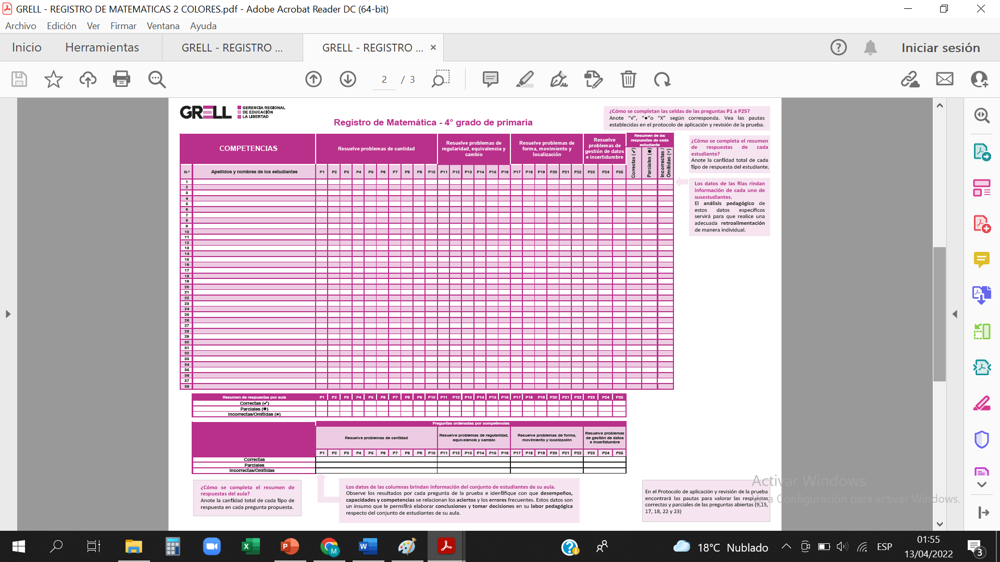 GRELL - REGISTRO DE MATEMATICAS 2 COLORES.pdf - Adobe Acrobat Reader DC (64-bit)
Archivo Edición Ver Firmar Ventana Ayuda
Inicio Herramientas GRELL - REGISTRO ... GRELL - REGISTRO ... × Iniciar sesión
2 / 3
GRELL GERENCIA REGIONAL
DE EDUCACIÓN
LA LIBERTAD
Registro de Matemática - 4° grado de primaria
¿Cómo se completan las celdas de las preguntas P1 a P25?
Anote “√”, “●”o “X” según corresponda. Vea las pautas
establecidas en el protocolo de aplicación y revisión de la prueba.
COMPETENCIAS
Resuelve problemas de cantidad
Resuelve problemas de
regularidad, equivalencia y
cambio
Resuelve problemas de
forma, movimiento y
localización
Resuelve
problemas de
gestión de datos
e incertidumbre
Resumen de las
respuestas de cada
estudiante
N.° Apellidos y nombres de los estudiantes P1 P2 P3 P4 P5 P6 P7 P8 P9 P10 P11 P12 P13 P14 P15 P16 P17 P18 P19 P20 P21 P22 P23 P24 P25
Correctas (✔)
Parciales (●)
Incorrectas /
Omitidas (×)
1
2
3
4
5
6
7
8
9
10
11
12
13
14
15
16
17
18
19
20
21
22
23
24
25
26
27
28
29
30
31
32
33
34
35
36
37
38
¿Cómo se completa el resumen
de respuestas de cada
estudiante?
Anote la cantidad total de cada
tipo de respuesta del estudiante.
Los datos de las filas rindan
información de cada uno de
susestudiantes.
El análisis pedagógico de
estos datos específicos
servirá para que realice una
adecuada retroalimentación
de manera individual.
Resumen de respuestas por aula P1 P2 P3 P4 P5 P6 P7 P8 P9 P10 P11 P12 P13 P14 P15 P16 P17 P18 P19 P20 P21 P22 P23 P24 P25
Correctas (✔)
Parciales (●)
Incorrectas/Omitidas (×)
Preguntas ordenadas por competencias
Resuelve problemas de cantidad
Resuelve problemas de regularidad,
equivalencia y cambio
Resuelve problemas de forma,
movimiento y localización
Resuelve problemas
de gestión de datos
e incertidumbre
P1 P2 P3 P4 P5 P6 P7 P8 P9 P10 P11 P12 P13 P14 P15 P16 P17 P18 P19 P20 P21 P22 P23 P24 P25
Correctas
Parciales
Incorrectas/Omitidas
¿Cómo se completa el resumen de
respuestas del aula?
Anote la cantidad total de cada tipo de
respuesta en cada pregunta propuesta.
Los datos de las columnas brindan información del conjunto de estudiantes de su aula.
Observe los resultados por cada pregunta de la prueba e identifique con que desempeños,
capacidades y competencias se relacionan los aciertos y los errores frecuentes. Estos datos son
un insumo que le permitirá elaborar conclusiones y tomar decisiones en su labor pedagógica
respecto del conjunto de estudiantes de su aula.
En el Protocolo de aplicación y revisión de la prueba
encontrará las pautas para valorar las respuestas
correctas y parciales de las preguntas abiertas (9,15,
17, 18, 22 y 23)
Activar Windows
Ve a Configuración para activar Windows.
18°C Nublado ESP 01:55
13/04/2022
3